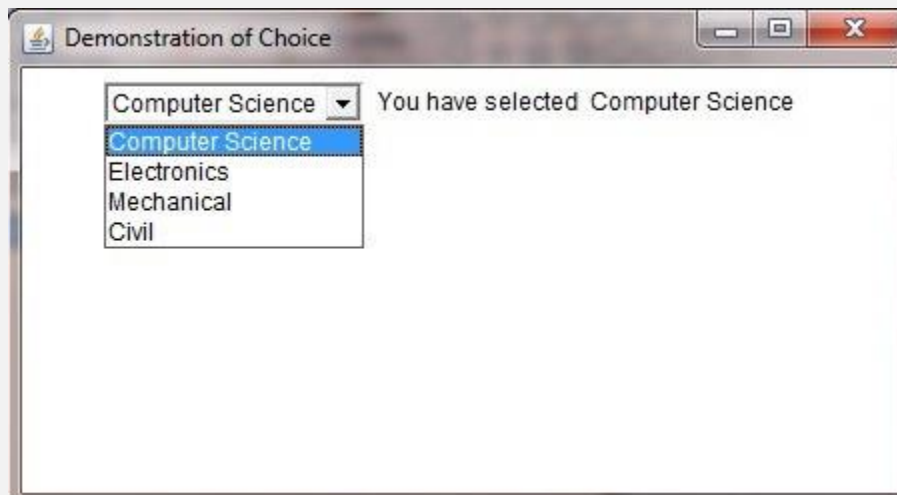 Demonstration of Choice
Computer Science You have selected Computer Science
Computer Science
Electronics
Mechanical
Civil